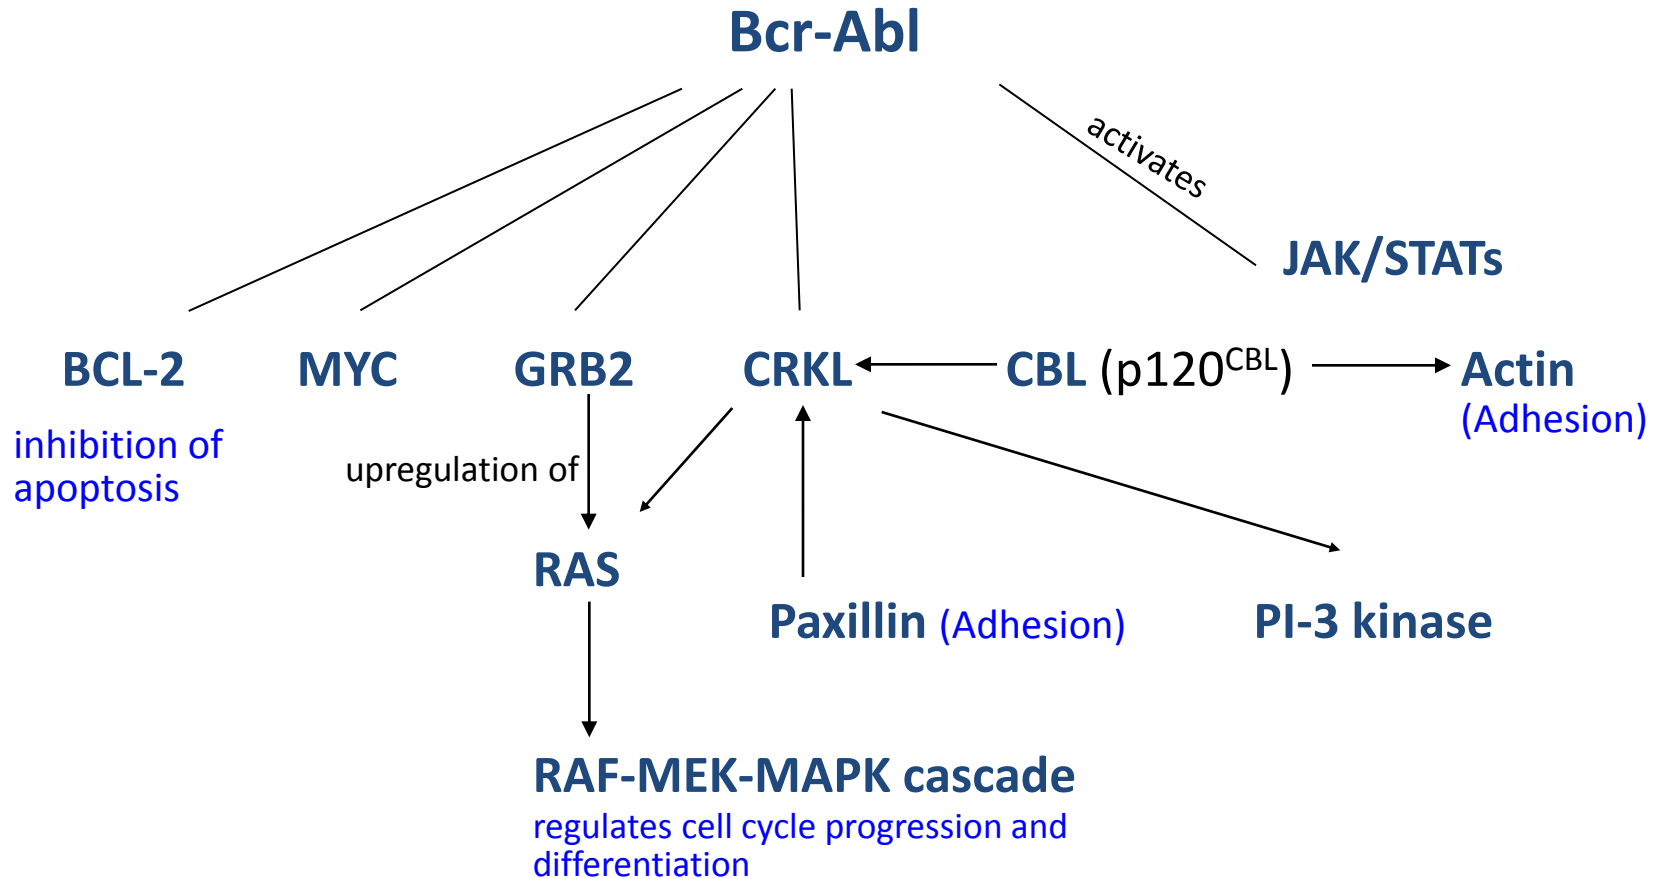 Bcr-Abl
activates
JAK/STATs
BCL-2 MYC GRB2 CRKL CBL (p120CBL) Actin
(Adhesion)
inhibition of
apoptosis
upregulation of
RAS
Paxillin (Adhesion) PI-3 kinase
RAF-MEK-MAPK cascade
regulates cell cycle progression and
differentiation